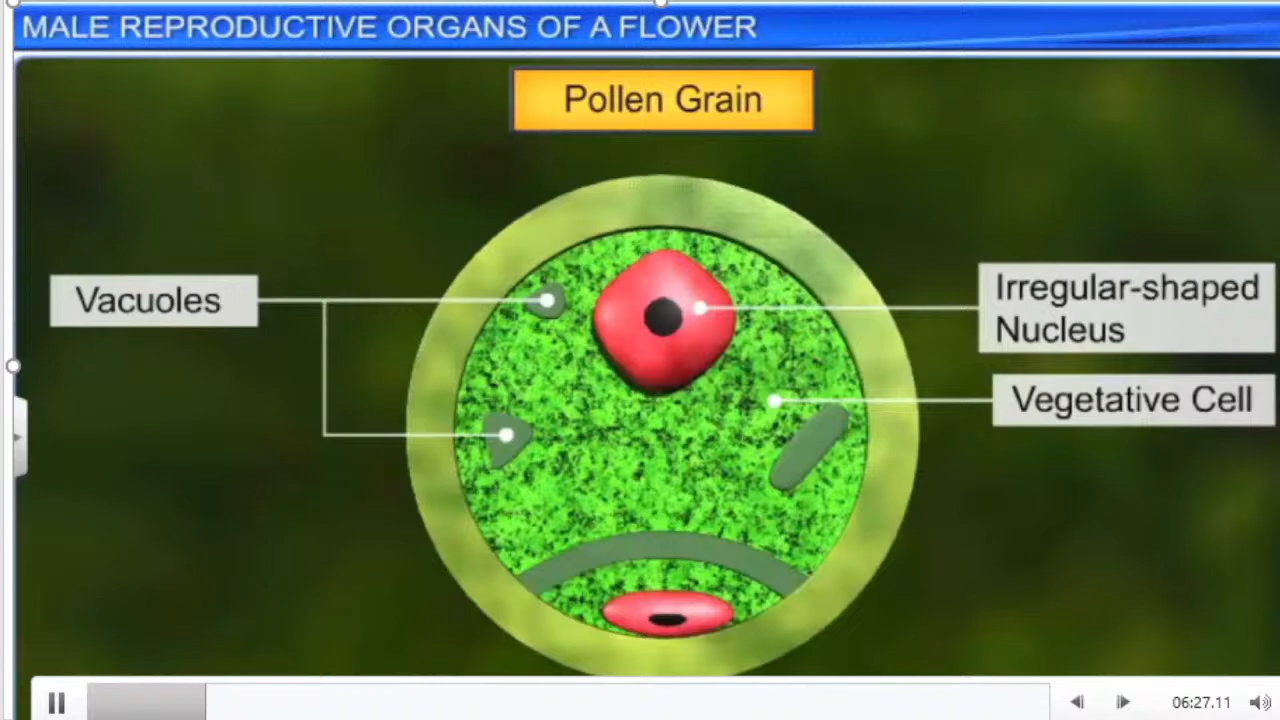 MALE REPRODUCTIVE ORGANS OF A FLOWER
Pollen Grain
Vacuoles
Irregular-shaped
Nucleus
Vegetative Cell
06:27.11